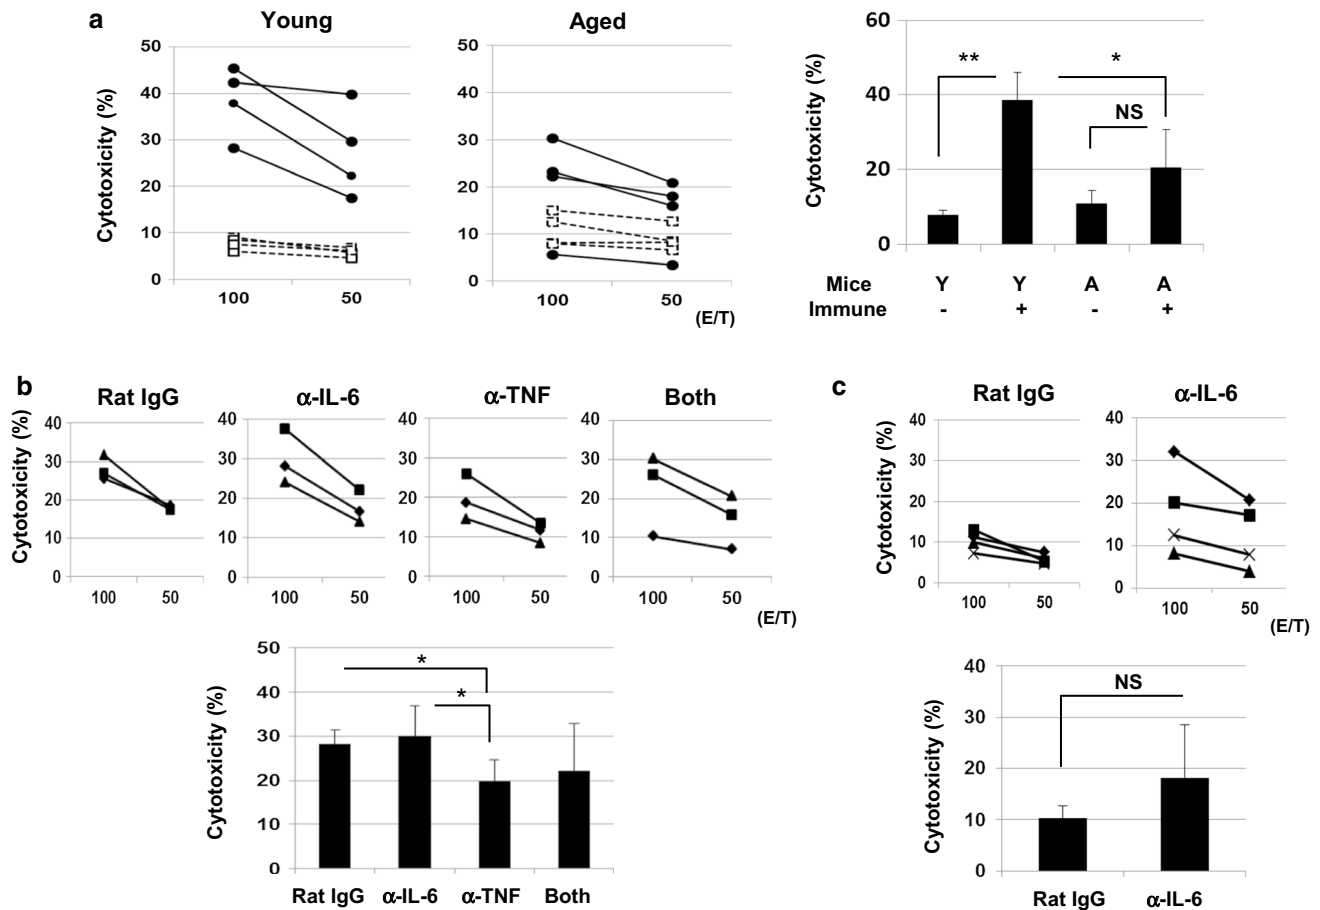 a
Young
Aged
Cytotoxicity (%)
50
40
30
20
10
0
100
50
50
40
30
20
10
0
100
50
(E/T)
Cytotoxicity (%)
60
40
20
0
**
*
NS
Mice Y Y A A
Immune - + - +
b
Rat IgG
α-IL-6
α-TNF
Both
Cytotoxicity (%)
40
30
20
10
0
100
50
40
30
20
10
0
100
50
40
30
20
10
0
100
50
40
30
20
10
0
100
50
(E/T)
Cytotoxicity (%)
50
40
30
20
10
0
*
*
Rat IgG α-IL-6 α-TNF Both
c
Rat IgG
α-IL-6
Cytotoxicity (%)
40
30
20
10
0
100
50
40
30
20
10
0
100
50
(E/T)
Cytotoxicity (%)
40
30
20
10
0
NS
Rat IgG α-IL-6